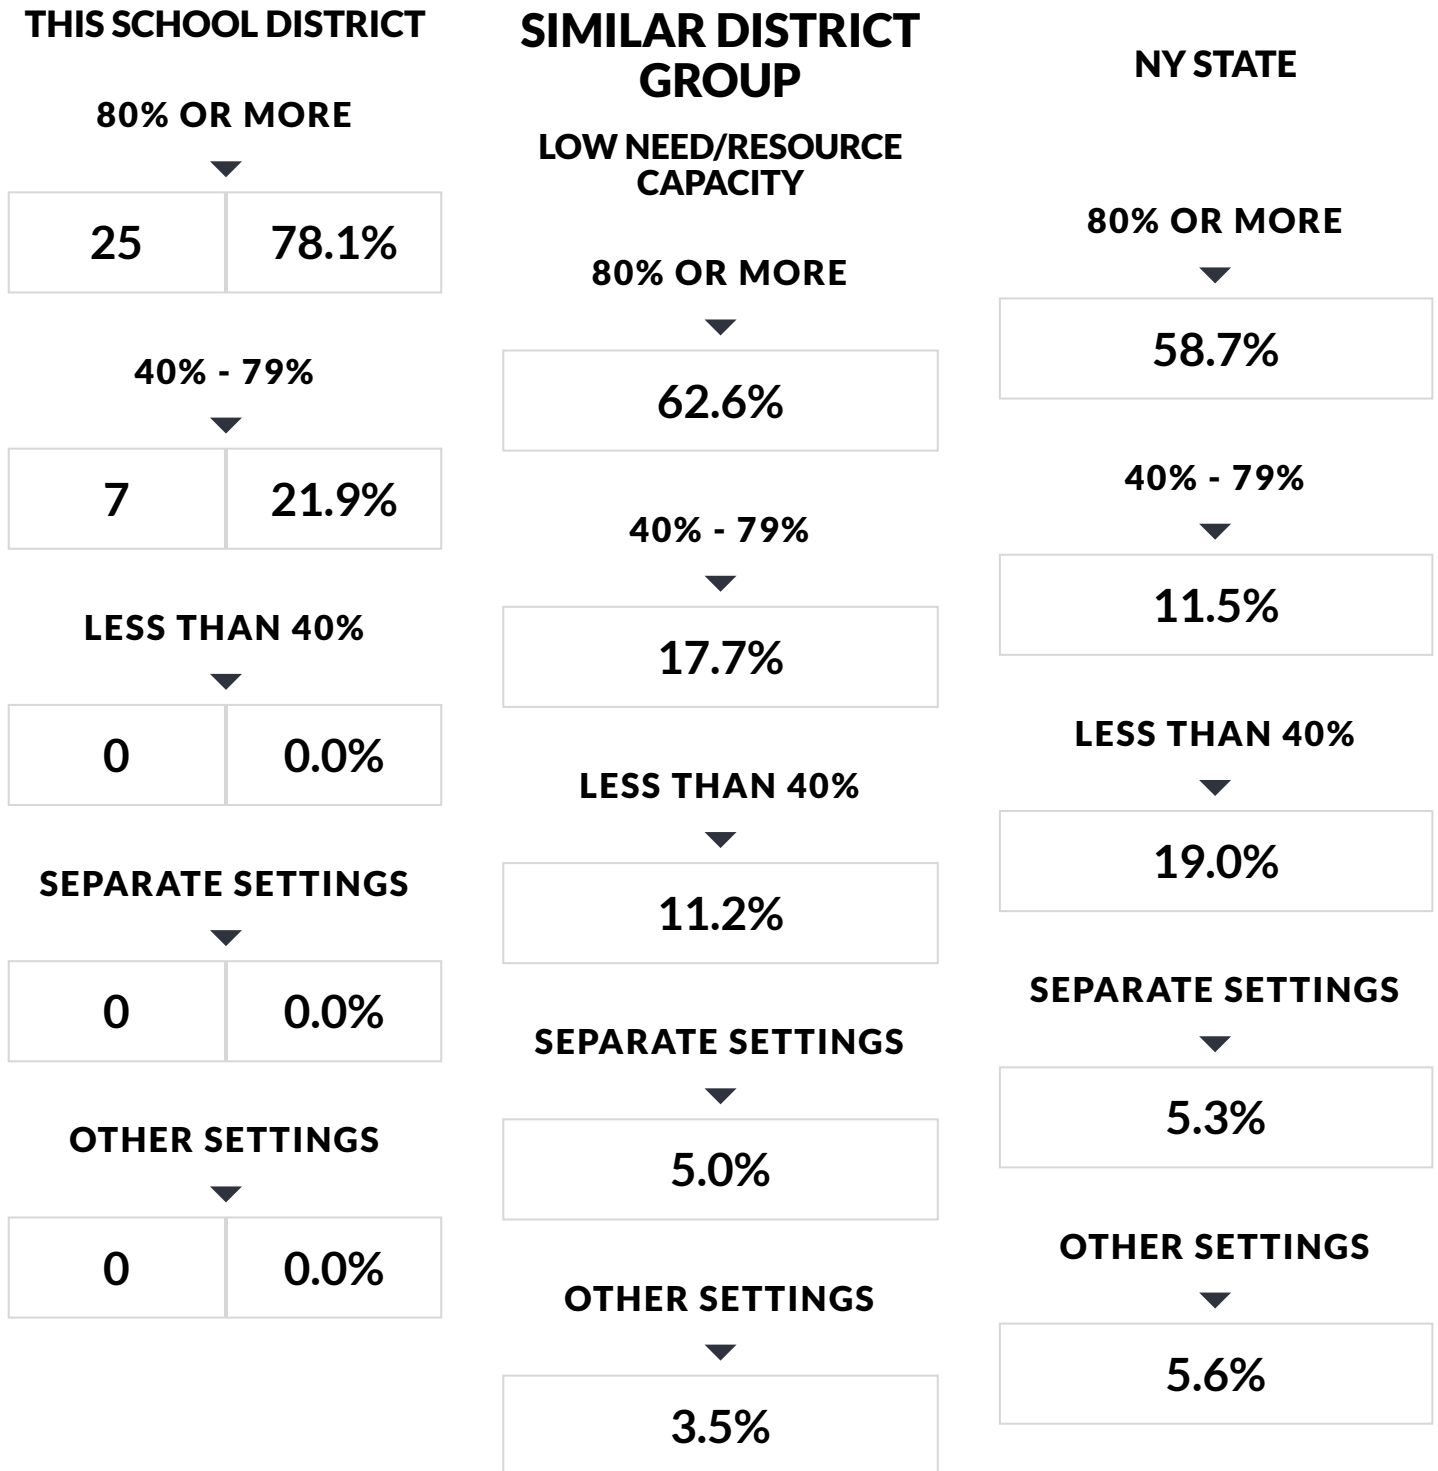 THIS SCHOOL DISTRICT
80% OR MORE
25 78.1%
40% - 79%
7 21.9%
LESS THAN 40%
0 0.0%
SEPARATE SETTINGS
0 0.0%
OTHER SETTINGS
0 0.0%
SIMILAR DISTRICT
GROUP
LOW NEED/RESOURCE
CAPACITY
80% OR MORE
62.6%
40% - 79%
17.7%
LESS THAN 40%
11.2%
SEPARATE SETTINGS
5.0%
OTHER SETTINGS
3.5%
NY STATE
80% OR MORE
58.7%
40% - 79%
11.5%
LESS THAN 40%
19.0%
SEPARATE SETTINGS
5.3%
OTHER SETTINGS
5.6%